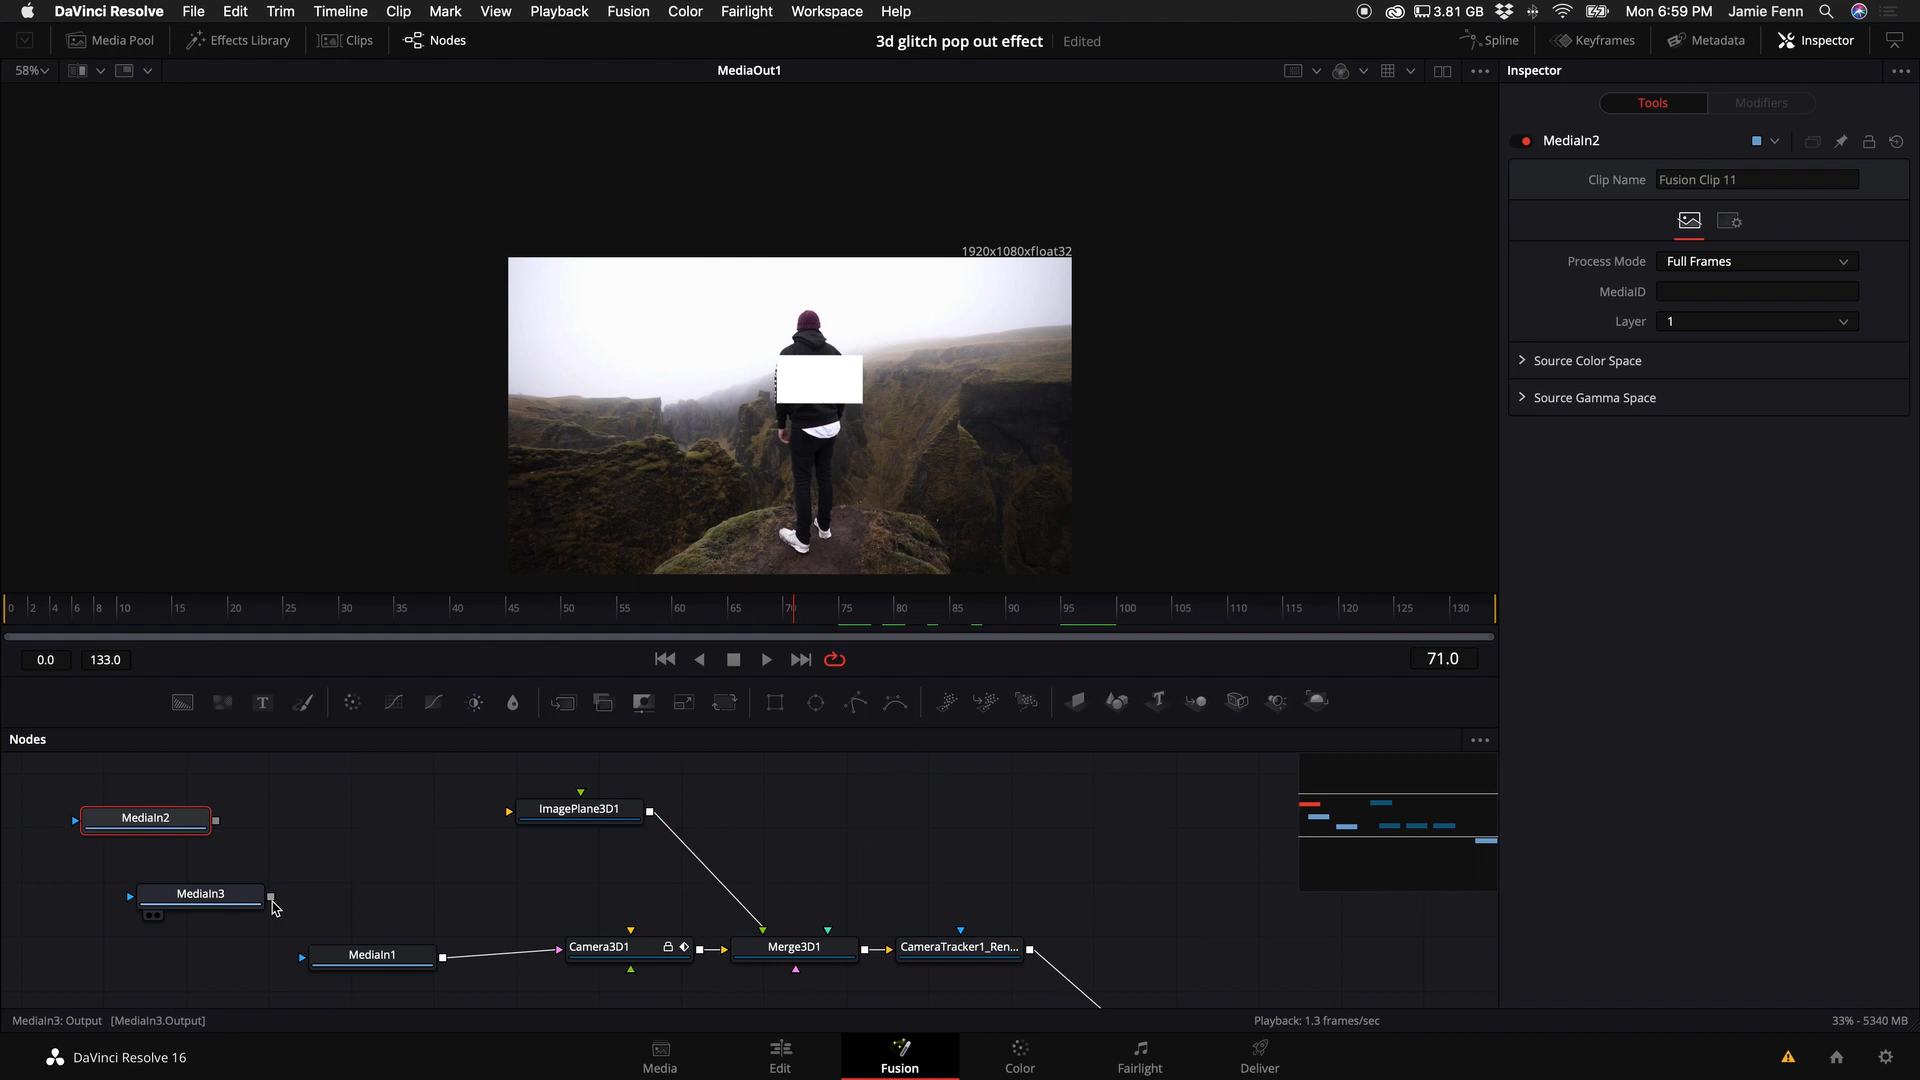 DaVinci Resolve File Edit Trim Timeline Clip Mark View Playback Fusion Color Fairlight Workspace Help 3.81 GB Mon 6:59 PM Jamie Fenn
Media Pool Effects Library Clips Nodes 3d glitch pop out effect Edited Spline Keyframes Metadata Inspector
58% MediaOut1 Inspector
Tools Modifiers
MediaIn2
Clip Name Fusion Clip 11
1920x1080xfloat32
Process Mode Full Frames
MediaID
Layer 1
Source Color Space
Source Gamma Space
0 2 4 6 8 10 15 20 25 30 35 40 45 50 55 60 65 70 75 80 85 90 95 100 105 110 115 120 125 130
0.0 133.0 71.0
Nodes
MediaIn2 ImagePlane3D1
MediaIn3
MediaIn1 Camera3D1 Merge3D1 CameraTracker1_Ren...
MediaIn3: Output [MediaIn3.Output] Playback: 1.3 frames/sec 33% - 5340 MB
DaVinci Resolve 16 Media Edit Fusion Color Fairlight Deliver